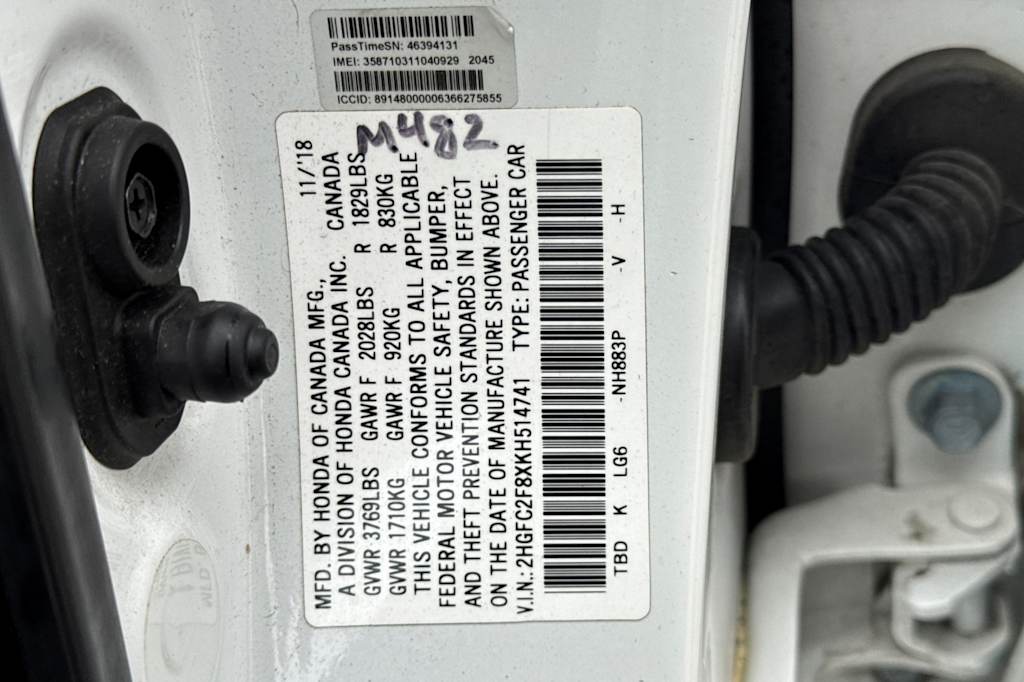 PassTimeSN: 46394131
IMEI: 358710311040929 2045
ICCID: 89148000006366275855
M482
11/'18
MFD. BY HONDA OF CANADA MFG.,
A DIVISION OF HONDA CANADA INC. CANADA
GVWR 3769LBS GAWR F 2028LBS R 1829LBS
GVWR 1710KG GAWR F 920KG R 830KG
THIS VEHICLE CONFORMS TO ALL APPLICABLE
FEDERAL MOTOR VEHICLE SAFETY, BUMPER,
AND THEFT PREVENTION STANDARDS IN EFFECT
ON THE DATE OF MANUFACTURE SHOWN ABOVE.
V.I.N.:2HGFC2F8XKH514741 TYPE: PASSENGER CAR
TBD K LG6 -NH883P -V -H